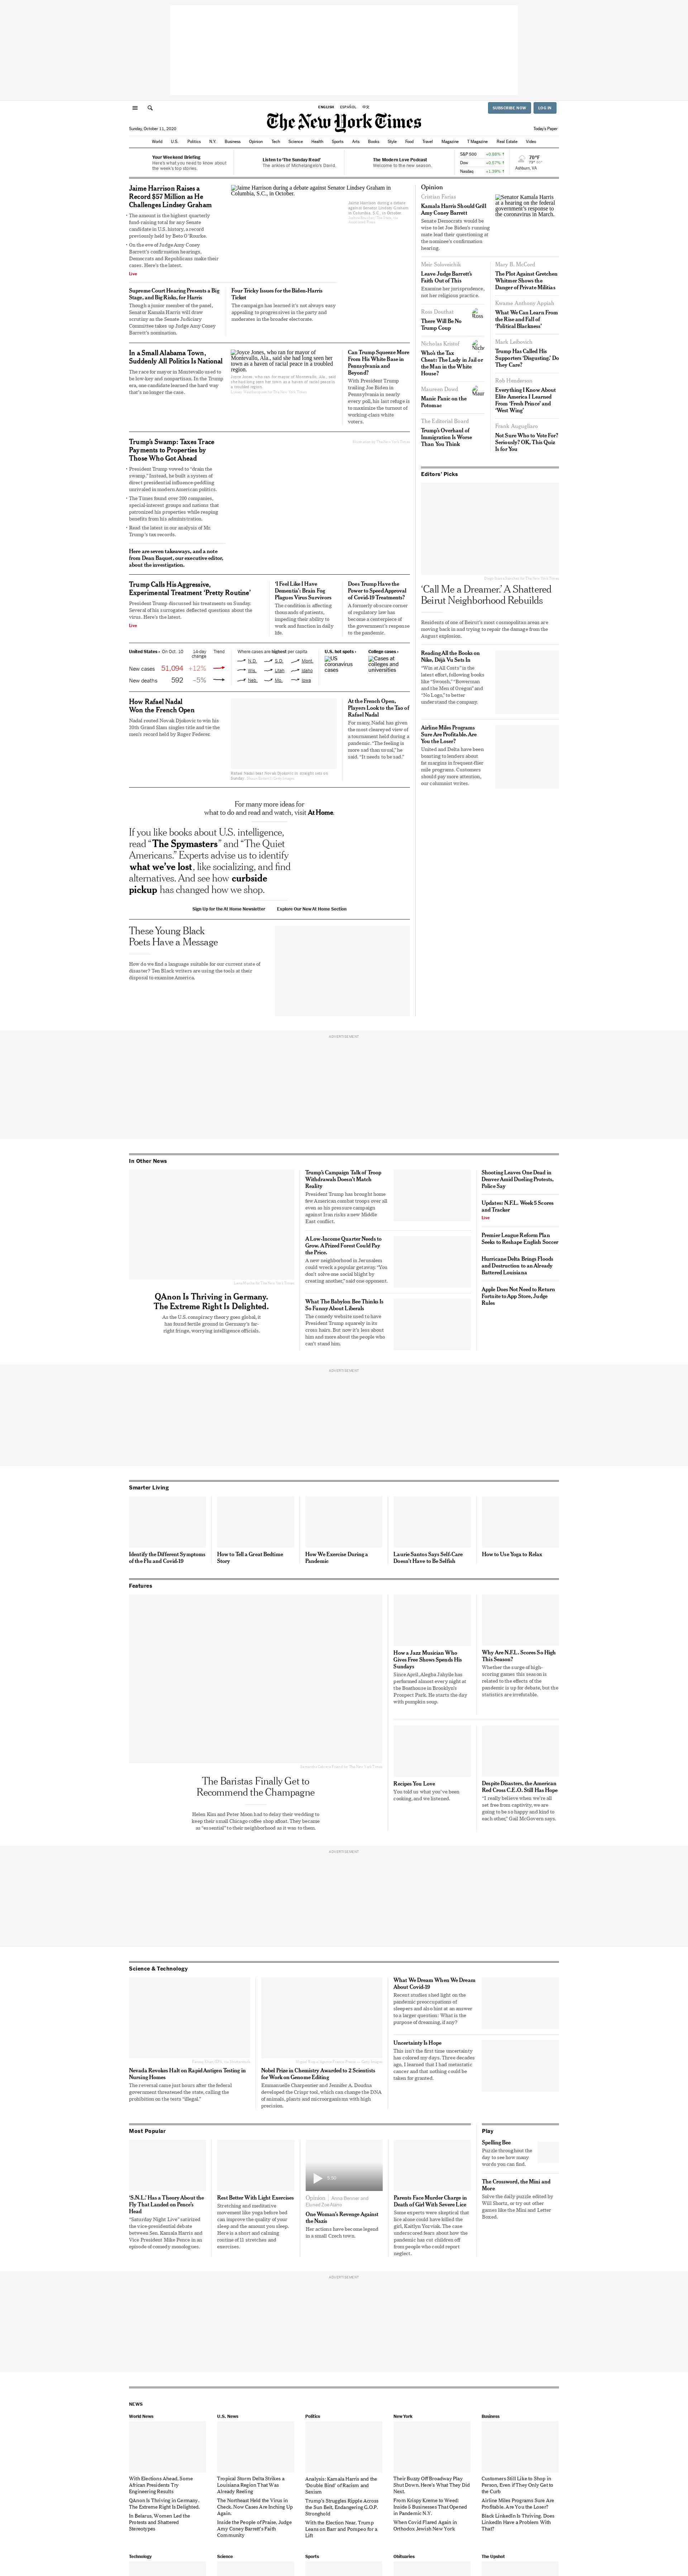 ENGLISH ESPAÑOL 中文
SUBSCRIBE NOW LOG IN
The New York Times
Sunday, October 11, 2020
Today's Paper
World U.S. Politics N.Y. Business Opinion Tech Science Health Sports Arts Books Style Food Travel Magazine T Magazine Real Estate Video
Your Weekend Briefing
Here's what you need to know about
the week's top stories.
Listen to 'The Sunday Read'
The ankles of Michelangelo's David.
The Modern Love Podcast
Welcome to the new season.
S&P 500 +0.88% ↑
Dow +0.57% ↑
Nasdaq +1.39% ↑
Ashburn, VA
Jaime Harrison Raises a
Record $57 Million as He
Challenges Lindsey Graham
The amount is the highest quarterly
fund-raising total for any Senate
candidate in U.S. history, a record
previously held by Beto O'Rourke.
On the eve of Judge Amy Coney
Barrett's confirmation hearings,
Democrats and Republicans make their
cases. Here's the latest.
Live
Jaime Harrison during a debate against Senator Lindsey Graham in
Columbia, S.C., in October.
Jaime Harrison during a debate
against Senator Lindsey Graham
in Columbia, S.C., in October.
Supreme Court Hearing Presents a Big
Stage, and Big Risks, for Harris
Though a junior member of the panel,
Senator Kamala Harris will draw
scrutiny as the Senate Judiciary
Committee takes up Judge Amy Coney
Barrett's nomination.
Four Tricky Issues for the Biden-Harris
Ticket
The campaign has learned it's not always easy
appealing to progressives in the party and
moderates in the broader electorate.
In a Small Alabama Town,
Suddenly All Politics Is National
The race for mayor in Montevallo used to
be low-key and nonpartisan. In the Trump
era, one candidate learned the hard way
that's no longer the case.
Joyce Jones, who ran for mayor of
Montevallo, Ala., said she had long seen her
town as a haven of racial peace in a troubled
region.
Joyce Jones, who ran for mayor of Montevallo, Ala., said
she had long seen her town as a haven of racial peace in
a troubled region.
Can Trump Squeeze More
From His White Base in
Pennsylvania and
Beyond?
With President Trump
trailing Joe Biden in
Pennsylvania in nearly
every poll, his last refuge is
to maximize the turnout of
working-class white
voters.
Trump's Swamp: Taxes Trace
Payments to Properties by
Those Who Got Ahead
President Trump vowed to "drain the
swamp." Instead, he built a system of
direct presidential influence-peddling
unrivaled in modern American politics.
The Times found over 200 companies,
special-interest groups and nations that
patronized his properties while reaping
benefits from his administration.
Read the latest in our analysis of Mr.
Trump's tax records.
Here are seven takeaways, and a note
from Dean Baquet, our executive editor,
about the investigation.
Trump Calls His Aggressive,
Experimental Treatment 'Pretty Routine'
President Trump discussed his treatments on Sunday.
Several of his surrogates deflected questions about the
virus. Here's the latest.
Live
'I Feel Like I Have
Dementia': Brain Fog
Plagues Virus Survivors
The condition is affecting
thousands of patients,
impeding their ability to
work and function in daily
life.
Does Trump Have the
Power to Speed Approval
of Covid-19 Treatments?
A formerly obscure corner
of regulatory law has
become a centerpiece of
the government's response
to the pandemic.
United States › On Oct. 10 14-day
change Trend
New cases 51,094 +12%
New deaths 592 −5%
Where cases are highest per capita
N.D. S.D. Mont.
Wis. Utah Idaho
Neb. Mo. Iowa
U.S. hot spots ›
US
coronavirus
cases
College cases ›
Cases at
colleges and
universities
How Rafael Nadal
Won the French Open
Nadal routed Novak Djokovic to win his
20th Grand Slam singles title and tie the
men's record held by Roger Federer.
Rafael Nadal beat Novak Djokovic in straight sets on
Sunday.
At the French Open,
Players Look to the Tao of
Rafael Nadal
For many, Nadal has given
the most cleareyed view of
a tournament held during a
pandemic. "The feeling is
more sad than usual," he
said. "It needs to be sad."
For many more ideas for
what to do and read and watch, visit At Home.
If you like books about U.S. intelligence,
read "The Spymasters" and "The Quiet
Americans." Experts advise us to identify
what we've lost, like socializing, and find
alternatives. And see how curbside
pickup has changed how we shop.
Sign Up for the At Home Newsletter Explore Our New At Home Section
These Young Black
Poets Have a Message
How do we find a language suitable for our current state of
disaster? Ten Black writers are using the tools at their
disposal to examine America.
Opinion
Cristian Farias
Kamala Harris Should Grill
Amy Coney Barrett
Senate Democrats would be
wise to let Joe Biden's running
mate lead their questioning at
the nominee's confirmation
hearing.
Senator Kamala Harris
at a hearing on the federal
government's response to
the coronavirus in March.
Meir Soloveichik
Leave Judge Barrett's
Faith Out of This
Examine her jurisprudence,
not her religious practice.
Ross Douthat
There Will Be No
Trump Coup
Nicholas Kristof
Who's the Tax
Cheat: The Lady in Jail or
the Man in the White
House?
Maureen Dowd
Manic Panic on the
Potomac
The Editorial Board
Trump's Overhaul of
Immigration Is Worse
Than You Think
Mary B. McCord
The Plot Against Gretchen
Whitmer Shows the
Danger of Private Militias
Kwame Anthony Appiah
What We Can Learn From
the Rise and Fall of
'Political Blackness'
Mark Leibovich
Trump Has Called His
Supporters 'Disgusting.' Do
They Care?
Rob Henderson
Everything I Know About
Elite America I Learned
From 'Fresh Prince' and
'West Wing'
Frank Augugliaro
Not Sure Who to Vote For?
Seriously? OK, This Quiz
Is for You
Editors' Picks
'Call Me a Dreamer.' A Shattered
Beirut Neighborhood Rebuilds
Residents of one of Beirut's most cosmopolitan areas are
moving back in and trying to repair the damage from the
August explosion.
Reading All the Books on
Nike, Déjà Vu Sets In
"Win at All Costs" is the
latest effort, following books
like "Swoosh," "Bowerman
and the Men of Oregon" and
"No Logo," to better
understand the company.
Airline Miles Programs
Sure Are Profitable. Are
You the Loser?
United and Delta have been
boasting to lenders about
fat margins in frequent-flier
mile programs. Customers
should pay more attention,
our columnist writes.
ADVERTISEMENT
In Other News
QAnon Is Thriving in Germany.
The Extreme Right Is Delighted.
As the U.S. conspiracy theory goes global, it
has found fertile ground in Germany's far-
right fringe, worrying intelligence officials.
Trump's Campaign Talk of Troop
Withdrawals Doesn't Match
Reality
President Trump has brought home
few American combat troops over all
even as his pressure campaign
against Iran risks a new Middle
East conflict.
A Low-Income Quarter Needs to
Grow. A Prized Forest Could Pay
the Price.
A new neighborhood in Jerusalem
could wreck a popular getaway. "You
don't solve one social blight by
creating another," said one opponent.
What The Babylon Bee Thinks Is
So Funny About Liberals
The comedy website used to have
President Trump squarely in its
cross hairs. But now it's less about
him and more about the people who
can't stand him.
Shooting Leaves One Dead in
Denver Amid Dueling Protests,
Police Say
Updates: N.F.L. Week 5 Scores
and Tracker
Live
Premier League Reform Plan
Seeks to Reshape English Soccer
Hurricane Delta Brings Floods
and Destruction to an Already
Battered Louisiana
Apple Does Not Need to Return
Fortnite to App Store, Judge
Rules
ADVERTISEMENT
Smarter Living
Identify the Different Symptoms
of the Flu and Covid-19
How to Tell a Great Bedtime
Story
How We Exercise During a
Pandemic
Laurie Santos Says Self-Care
Doesn't Have to Be Selfish
How to Use Yoga to Relax
Features
The Baristas Finally Get to
Recommend the Champagne
Helen Kim and Peter Moon had to delay their wedding to
keep their small Chicago coffee shop afloat. They became
as "essential" to their neighborhood as it was to them.
How a Jazz Musician Who
Gives Free Shows Spends His
Sundays
Since April, Alegba Jahyile has
performed almost every night at
the Boathouse in Brooklyn's
Prospect Park. He starts the day
with pumpkin soup.
Why Are N.F.L. Scores So High
This Season?
Whether the surge of high-
scoring games this season is
related to the effects of the
pandemic is up for debate, but the
statistics are irrefutable.
Recipes You Love
You told us what you've been
cooking, and we listened.
Despite Disasters, the American
Red Cross C.E.O. Still Has Hope
"I really believe when we're all
set free from captivity, we are
going to be so happy and kind to
each other," Gail McGovern says.
ADVERTISEMENT
Science & Technology
Nevada Revokes Halt on Rapid Antigen Testing in
Nursing Homes
The reversal came just hours after the federal
government threatened the state, calling the
prohibition on the tests "illegal."
Nobel Prize in Chemistry Awarded to 2 Scientists
for Work on Genome Editing
Emmanuelle Charpentier and Jennifer A. Doudna
developed the Crispr tool, which can change the DNA
of animals, plants and microorganisms with high
precision.
What We Dream When We Dream
About Covid-19
Recent studies shed light on the
pandemic preoccupations of
sleepers and also hint at an answer
to a larger question: What is the
purpose of dreaming, if any?
Uncertainty Is Hope
This isn't the first time uncertainty
has colored my days. Three decades
ago, I learned that I had metastatic
cancer and that nothing could be
taken for granted.
Most Popular
'S.N.L.' Has a Theory About the
Fly That Landed on Pence's
Head
"Saturday Night Live" satirized
the vice-presidential debate
between Sen. Kamala Harris and
Vice President Mike Pence in an
episode of comedy monologues.
Rest Better With Light Exercises
Stretching and meditative
movement like yoga before bed
can improve the quality of your
sleep and the amount you sleep.
Here is a short and calming
routine of 11 stretches and
exercises.
One Woman's Revenge Against
the Nazis
Her actions have become legend
in a small Czech town.
Parents Face Murder Charge in
Death of Girl With Severe Lice
Some experts were skeptical that
lice alone could have killed the
girl, Kaitlyn Yozviak. The case
underscored fears about how the
pandemic has cut children off
from people who could report
neglect.
Play
Spelling Bee
Puzzle throughout the
day to see how many
words you can find.
The Crossword, the Mini and
More
Solve the daily puzzle edited by
Will Shortz, or try out other
games like the Mini and Letter
Boxed.
ADVERTISEMENT
NEWS
World News
With Elections Ahead, Some
African Presidents Try
Engineering Results
QAnon Is Thriving in Germany.
The Extreme Right Is Delighted.
In Belarus, Women Led the
Protests and Shattered
Stereotypes
U.S. News
Tropical Storm Delta Strikes a
Louisiana Region That Was
Already Reeling
The Northeast Held the Virus in
Check. Now Cases Are Inching Up
Again.
Inside the People of Praise, Judge
Amy Coney Barrett's Faith
Community
Politics
Analysis: Kamala Harris and the
'Double Bind' of Racism and
Sexism
Trump's Struggles Ripple Across
the Sun Belt, Endangering G.O.P.
Stronghold
With the Election Near, Trump
Leans on Barr and Pompeo for a
Lift
New York
Their Buzzy Off Broadway Play
Shut Down. Here's What They Did
Next.
From Krispy Kreme to Weed:
Inside 5 Businesses That Opened
in Pandemic N.Y.
When Covid Flared Again in
Orthodox Jewish New York
Business
Customers Still Like to Shop in
Person, Even if They Only Get to
the Curb
Airline Miles Programs Sure Are
Profitable. Are You the Loser?
Black LinkedIn Is Thriving. Does
LinkedIn Have a Problem With
That?
Technology Science Sports Obituaries The Upshot